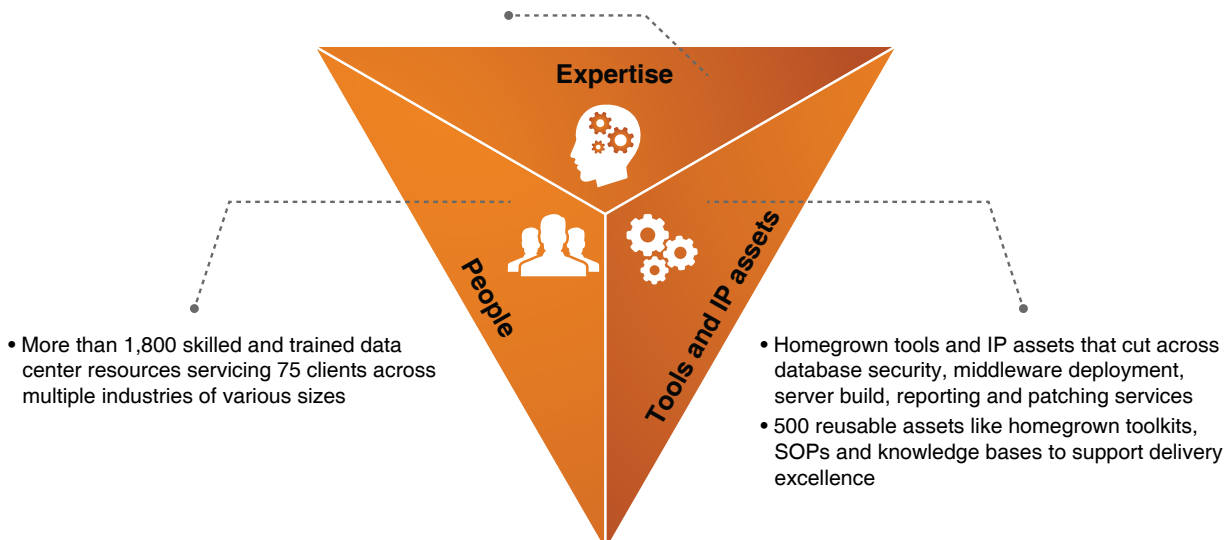 Expertise
People
Tools and IP assets
• More than 1,800 skilled and trained data
center resources servicing 75 clients across
multiple industries of various sizes
• Homegrown tools and IP assets that cut across
database security, middleware deployment,
server build, reporting and patching services
• 500 reusable assets like homegrown toolkits,
SOPs and knowledge bases to support delivery
excellence